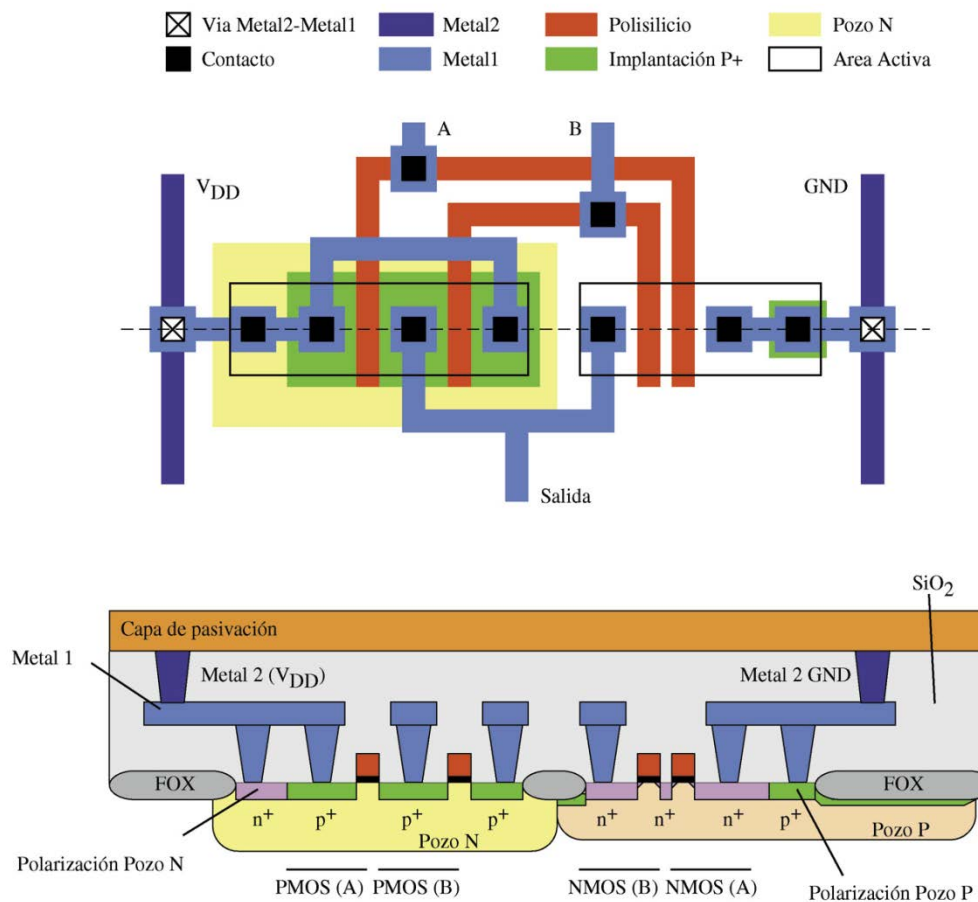 Via Metal2-Metal1
Metal2
Polisilicio
Pozo N
Contacto
Metal1
Implantación P+
Area Activa
A
B
VDD
GND
Salida
SiO2
Capa de pasivación
Metal 1
Metal 2 (VDD)
Metal 2 GND
FOX
FOX
n+
p+
p+
p+
n+
n+
n+
p+
Pozo N
Pozo P
Polarización Pozo N
PMOS (A)
PMOS (B)
NMOS (B)
NMOS (A)
Polarización Pozo P